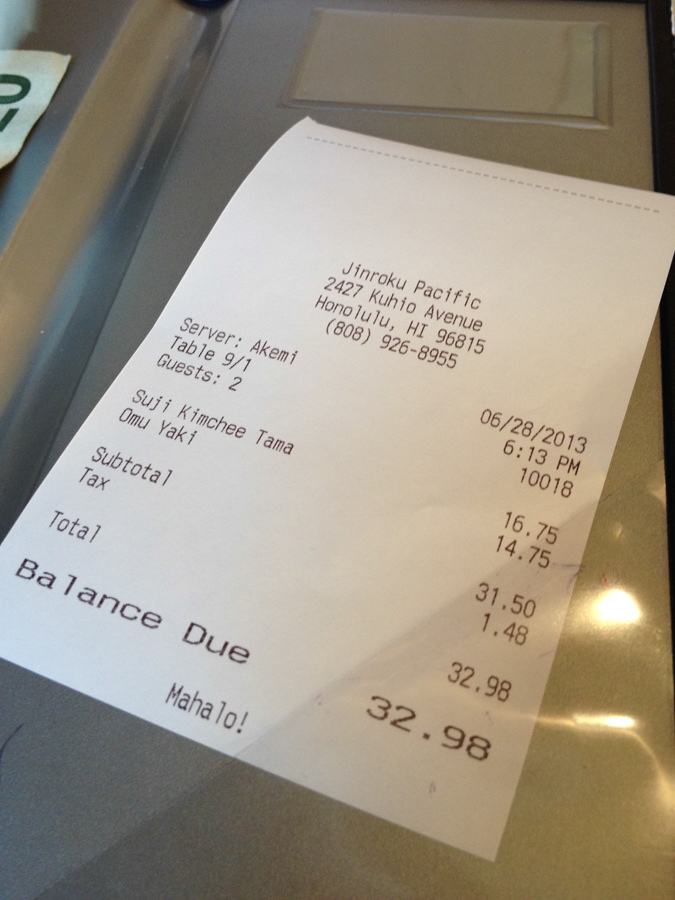 Jinroku Pacific
2427 Kuhio Avenue
Honolulu, HI 96815
(808) 926-8955
Server: Akemi 06/28/2013
Table 9/1 6:13 PM
Guests: 2 10018
Suji Kimchee Tama 16.75
Omu Yaki 14.75
Subtotal 31.50
Tax 1.48
Total 32.98
Balance Due 32.98
Mahalo!